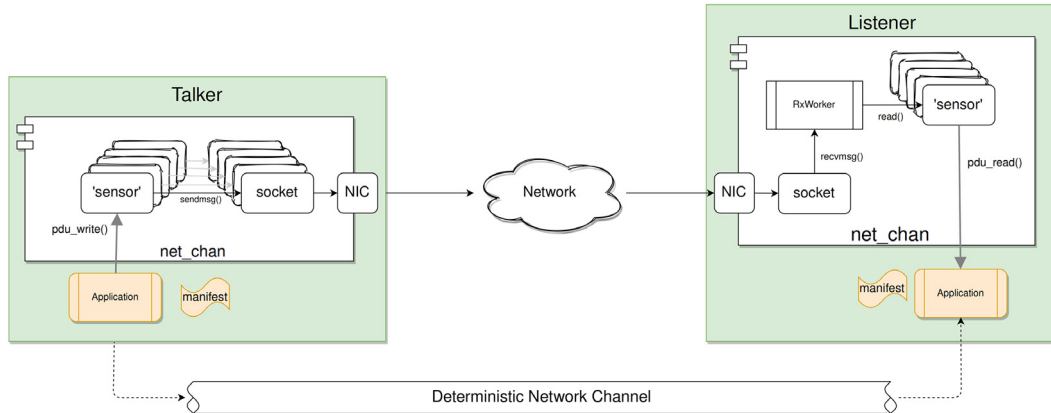 Talker
'sensor'
sendmsg()
socket
NIC
pdu_write()
net_chan
Application
manifest
Network
Listener
RxWorker
read()
'sensor'
recvmsg()
pdu_read()
NIC
socket
net_chan
manifest
Application
Deterministic Network Channel